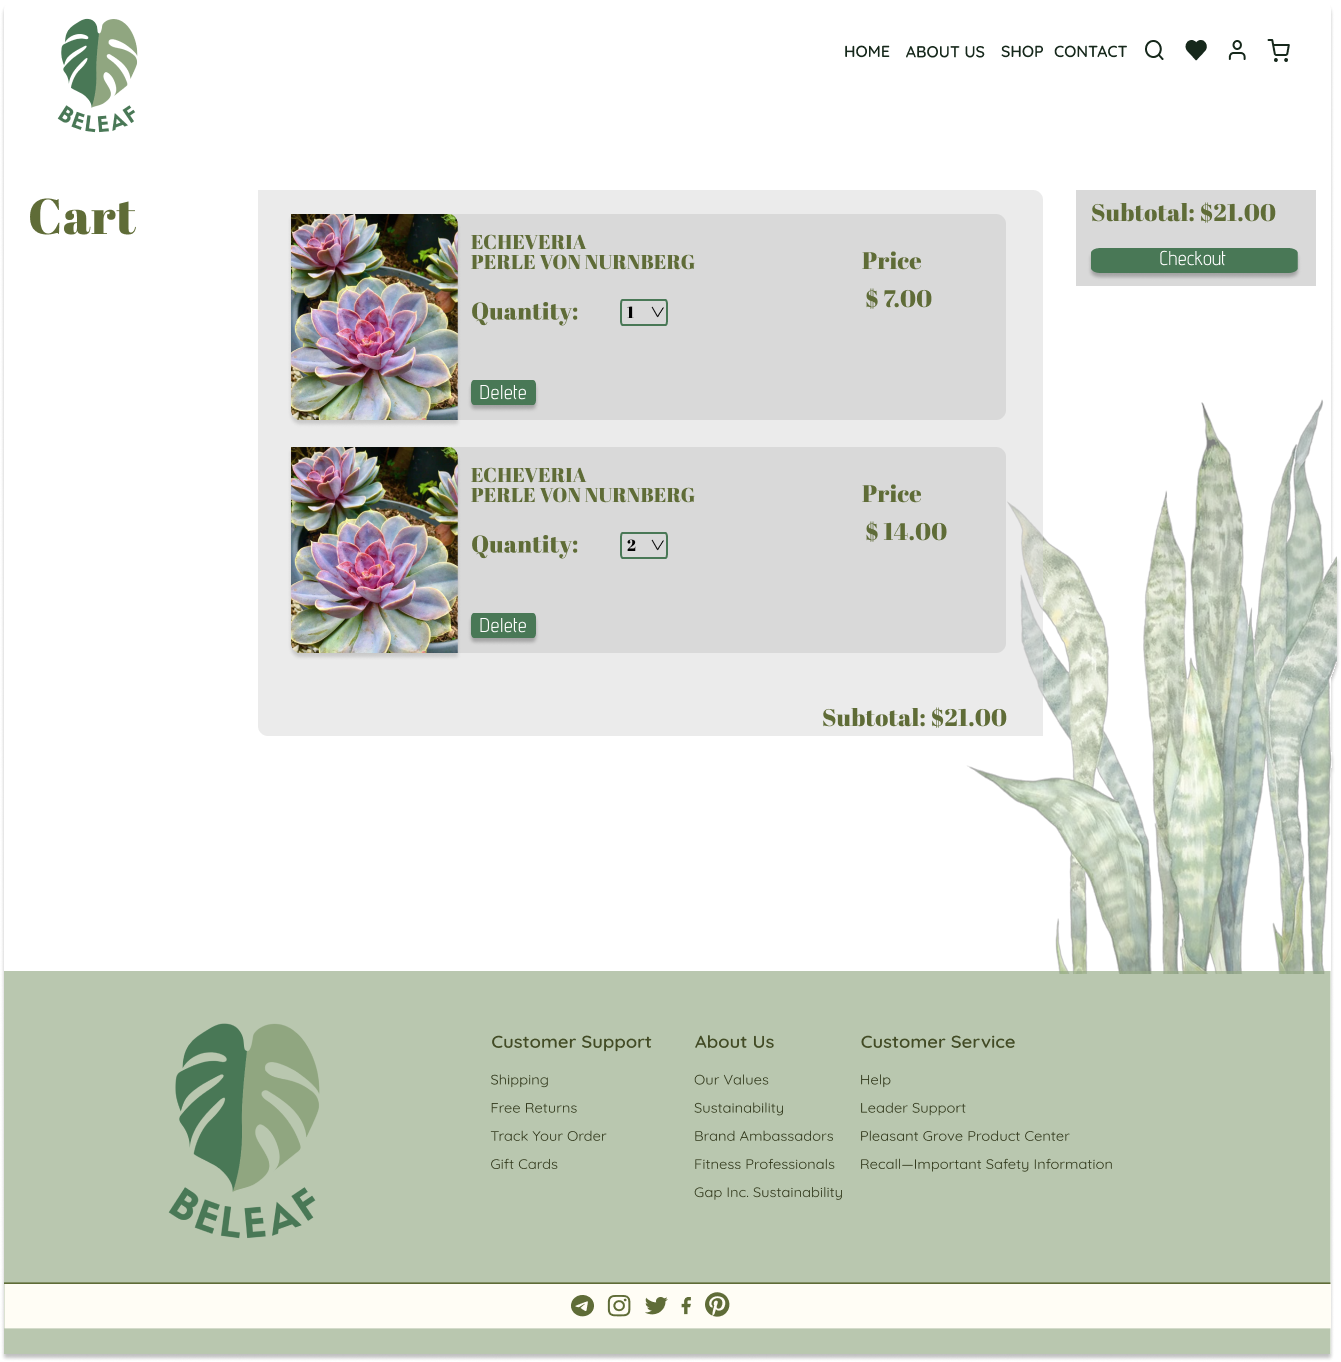 BELEAF
HOME ABOUT US SHOP CONTACT
Cart
ECHEVERIA
PERLE VON NURNBERG
Quantity: 1
Delete
Price
$ 7.00
ECHEVERIA
PERLE VON NURNBERG
Quantity: 2
Delete
Price
$ 14.00
Subtotal: $21.00
Subtotal: $21.00
Checkout
BELEAF
Customer Support
Shipping
Free Returns
Track Your Order
Gift Cards
About Us
Our Values
Sustainability
Brand Ambassadors
Fitness Professionals
Gap Inc. Sustainability
Customer Service
Help
Leader Support
Pleasant Grove Product Center
Recall—Important Safety Information